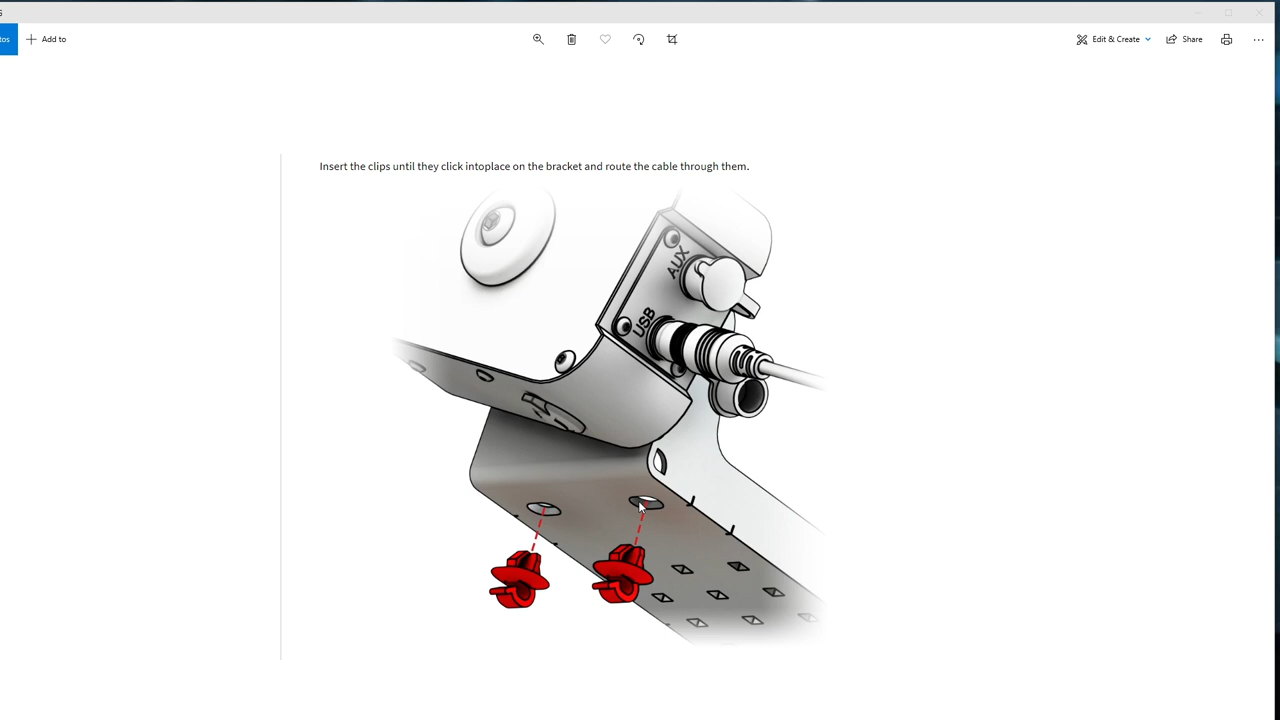 Add to
Edit & Create
Share
Insert the clips until they click intoplace on the bracket and route the cable through them.
AUX
USB